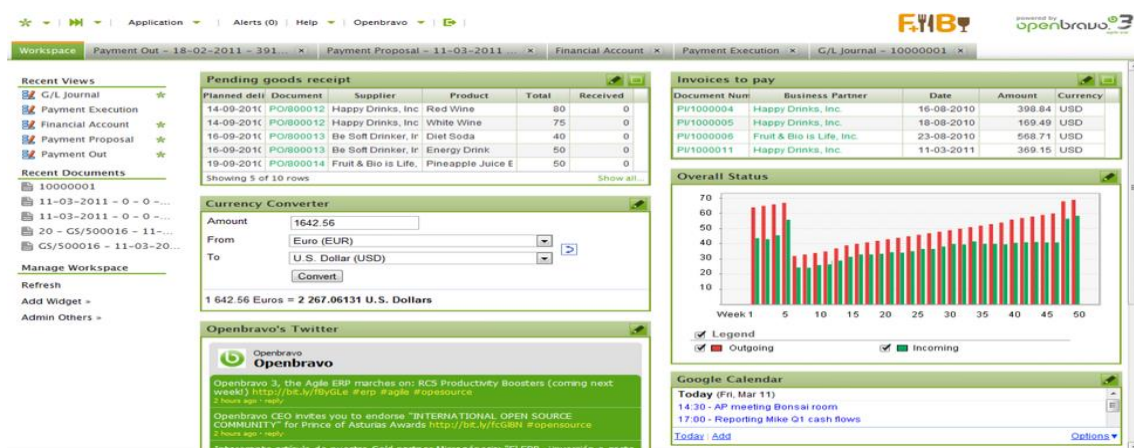 Application Alerts (0) Help Openbravo
F&B
powered by
openbravo 3
Workspace Payment Out – 18-02-2011 – 391... × Payment Proposal – 11-03-2011 ... × Financial Account × Payment Execution × G/L Journal – 10000001 ×
Recent Views
G/L Journal
Payment Execution
Financial Account
Payment Proposal
Payment Out
Recent Documents
10000001
11-03-2011 – 0 – 0 –...
11-03-2011 – 0 – 0 –...
20 – GS/500016 – 11-...
GS/500016 – 11-03-20...
Manage Workspace
Refresh
Add Widget »
Admin Others »
Pending goods receipt
Planned deli Document Supplier Product Total Received
14-09-201( PO/800012 Happy Drinks, Inc Red Wine 80 0
14-09-201( PO/800012 Happy Drinks, Inc White Wine 75 0
16-09-201( PO/800013 Be Soft Drinker, Ir Diet Soda 40 0
16-09-201( PO/800013 Be Soft Drinker, Ir Energy Drink 50 0
19-09-201( PO/800014 Fruit & Bio is Life, Pineapple Juice E 50 0
Showing 5 of 10 rows Show all...
Currency Converter
Amount 1642.56
From Euro (EUR)
To U.S. Dollar (USD)
Convert
1 642.56 Euros = 2 267.06131 U.S. Dollars
Openbravo's Twitter
Openbravo
Openbravo
Openbravo 3, the Agile ERP marches on: RCS Productivity Boosters (coming next
week!) http://bit.ly/fByGLe #erp #agile #opesource
2 hours ago · reply
Openbravo CEO invites you to endorse "INTERNATIONAL OPEN SOURCE
COMMUNITY" for Prince of Asturias Awards http://bit.ly/fcGl8N #opensource
2 hours ago · reply
Invoices to pay
Document Num Business Partner Date Amount Currency
PI/1000004 Happy Drinks, Inc. 16-08-2010 398.84 USD
PI/1000005 Happy Drinks, Inc. 18-08-2010 169.49 USD
PI/1000006 Fruit & Bio is Life, Inc. 23-08-2010 568.71 USD
PI/1000011 Happy Drinks, Inc. 11-03-2011 369.15 USD
Overall Status
70
60
50
40
30
20
10
Week 1 5 10 15 20 25 30 35 40 45 50
Legend
Outgoing Incoming
Google Calendar
Today (Fri, Mar 11)
14:30 - AP meeting Bonsai room
17:00 - Reporting Mike Q1 cash flows
Today | Add Options